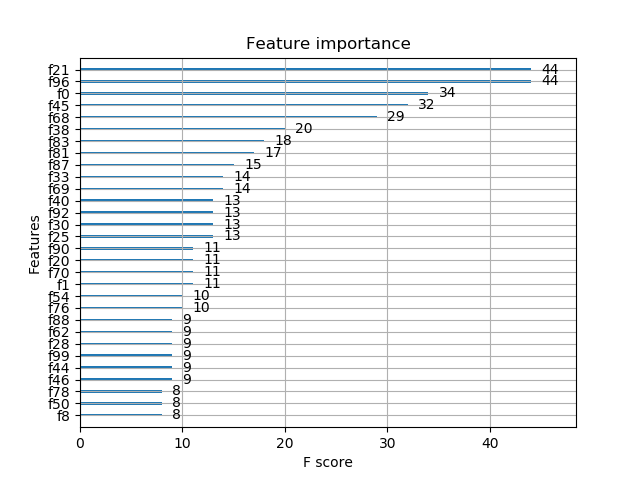 Feature importance
Features
f21 44
f96 44
f0 34
f45 32
f68 29
f38 20
f83 18
f81 17
f87 15
f33 14
f69 14
f40 13
f92 13
f30 13
f25 13
f90 11
f20 11
f70 11
f1 11
f54 10
f76 10
f88 9
f62 9
f28 9
f99 9
f44 9
f46 9
f78 8
f50 8
f8 8
0 10 20 30 40
F score